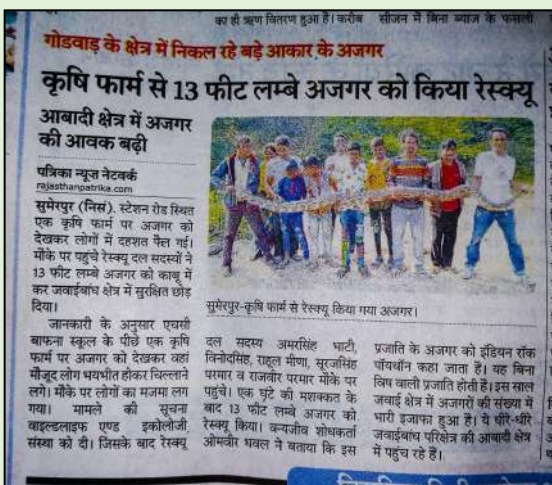 का ही ऋण वितरण हुआ है। करीब
सीजन में बिना ब्याज के फसली
गोडवाड़ के क्षेत्र में निकल रहे बड़े आकार के अजगर
कृषि फार्म से 13 फीट लम्बे अजगर को किया रेस्क्यू
आबादी क्षेत्र में अजगर
की आवक बढ़ी
पत्रिका न्यूज नेटवर्क
rajasthanpatrika.com
सुमेरपुर (निसं). स्टेशन रोड स्थित
एक कृषि फार्म पर अजगर को
देखकर लोगों में दहशत फैल गई।
मौके पर पहुंचे रेस्क्यू दल सदस्यों ने
13 फीट लम्बे अजगर को काबू में
कर जवाईबांध क्षेत्र में सुरक्षित छोड़
दिया।
जानकारी के अनुसार एचसी
बाफना स्कूल के पीछे एक कृषि
फार्म पर अजगर को देखकर वहां
मौजूद लोग भयभीत होकर चिल्लाने
लगे। मौके पर लोगों का मजमा लग
गया। मामले की सूचना
वाइल्डलाइफ एण्ड इकोलोजी
संस्था को दी। जिसके बाद रेस्क्यू
सुमेरपुर-कृषि फार्म से रेस्क्यू किया गया अजगर।
दल सदस्य अमरसिंह भाटी,
विनोदसिंह, राहुल मीणा, सूरजसिंह
परमार व राजवीर परमार मौके पर
पहुंचे। एक घंटे की मशक्कत के
बाद 13 फीट लम्बे अजगर को
रेस्क्यू किया। वन्यजीव शोधकर्ता
ओमवीर धवल ने बताया कि इस
प्रजाति के अजगर को इंडियन रॉक
पॉयथॉन कहा जाता है। यह बिना
विष वाली प्रजाति होती है। इस साल
जवाई क्षेत्र में अजगरों की संख्या में
भारी इजाफा हुआ है। ये धीरे-धीरे
जवाईबांध परिक्षेत्र की आबादी क्षेत्र
में पहुंच रहे हैं।